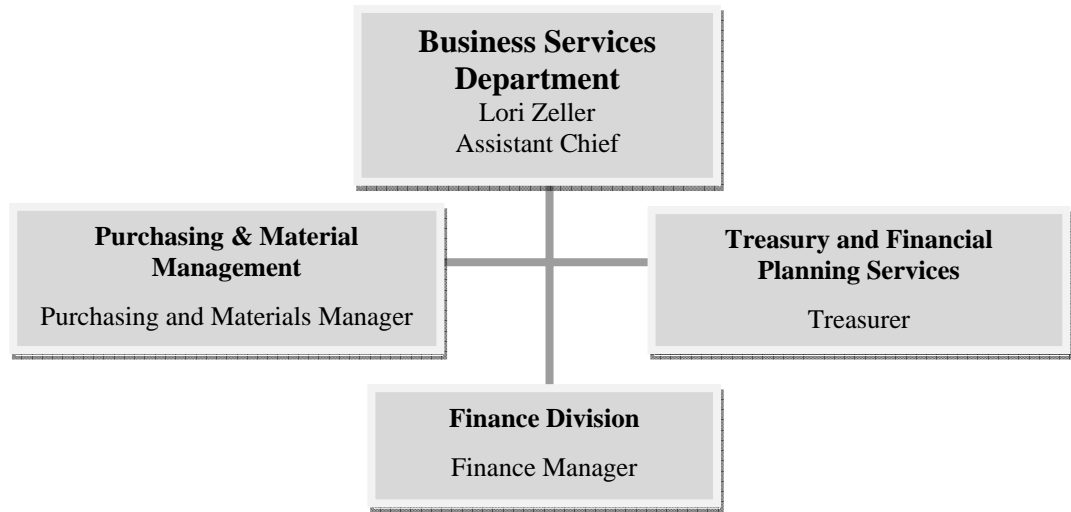 Business Services
Department
Lori Zeller
Assistant Chief
Purchasing & Material
Management
Purchasing and Materials Manager
Treasury and Financial
Planning Services
Treasurer
Finance Division
Finance Manager